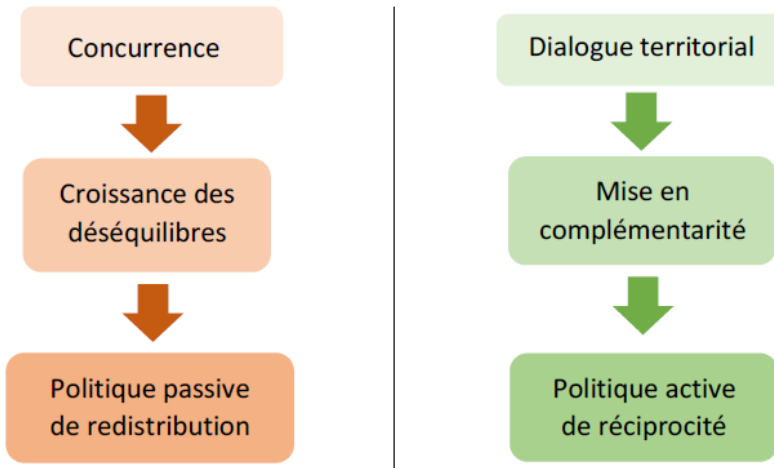 Concurrence
Croissance des
déséquilibres
Politique passive
de redistribution
Dialogue territorial
Mise en
complémentarité
Politique active
de réciprocité